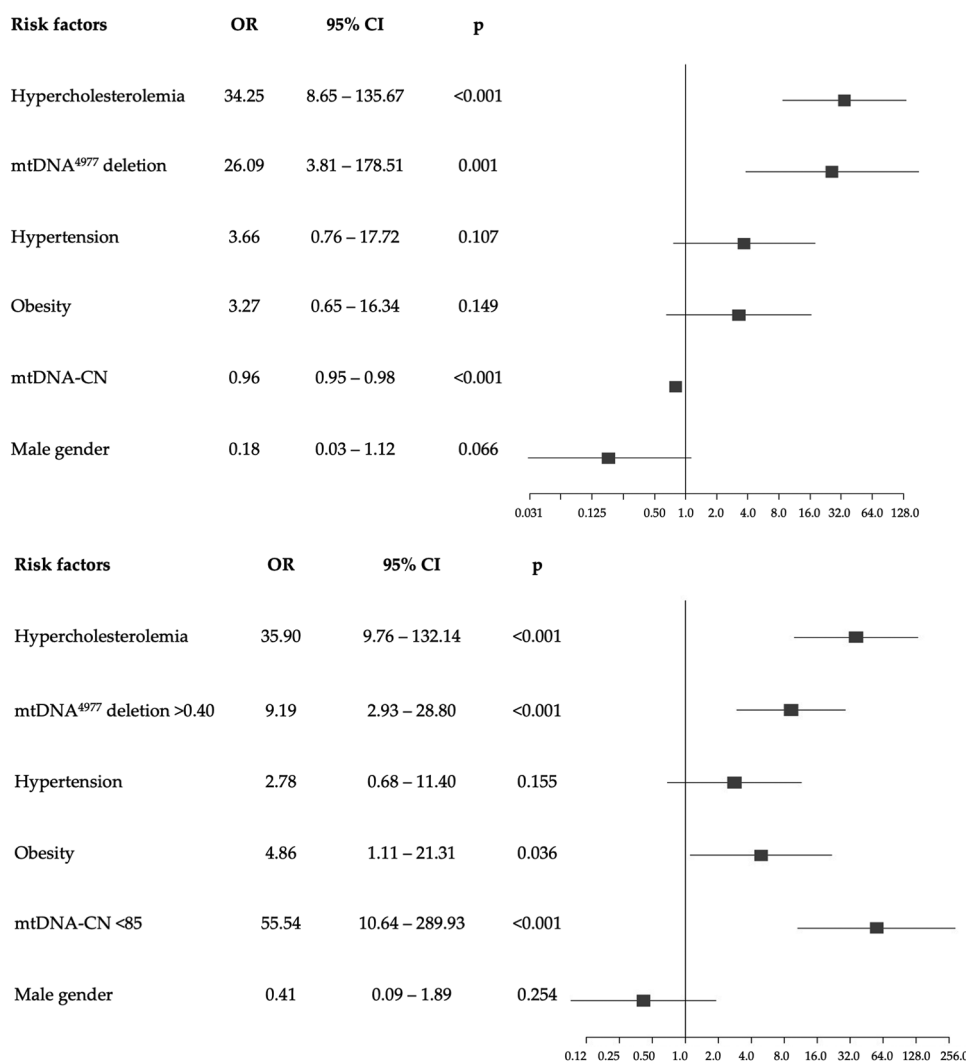 Risk factors OR 95% CI p
Hypercholesterolemia 34.25 8.65 – 135.67 <0.001
mtDNA⁴⁹⁷⁷ deletion 26.09 3.81 – 178.51 0.001
Hypertension 3.66 0.76 – 17.72 0.107
Obesity 3.27 0.65 – 16.34 0.149
mtDNA-CN 0.96 0.95 – 0.98 <0.001
Male gender 0.18 0.03 – 1.12 0.066
0.031 0.125 0.50 1.0 2.0 4.0 8.0 16.0 32.0 64.0 128.0
Risk factors OR 95% CI p
Hypercholesterolemia 35.90 9.76 – 132.14 <0.001
mtDNA⁴⁹⁷⁷ deletion >0.40 9.19 2.93 – 28.80 <0.001
Hypertension 2.78 0.68 – 11.40 0.155
Obesity 4.86 1.11 – 21.31 0.036
mtDNA-CN <85 55.54 10.64 – 289.93 <0.001
Male gender 0.41 0.09 – 1.89 0.254
0.12 0.25 0.50 1.0 2.0 4.0 8.0 16.0 32.0 64.0 128.0 256.0